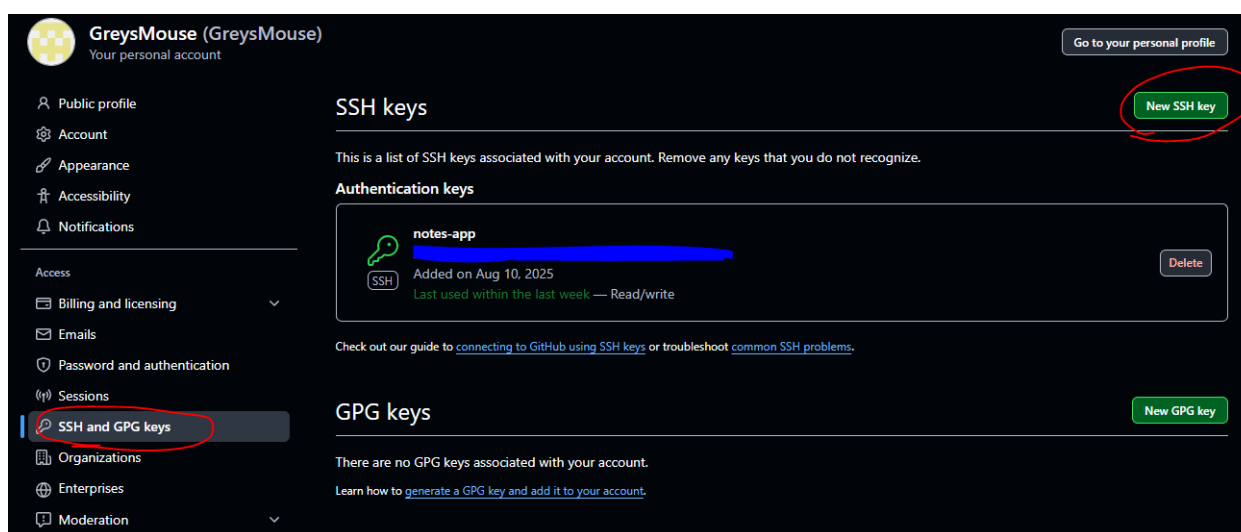 GreysMouse (GreysMouse)
Your personal account
Go to your personal profile
Public profile
Account
Appearance
Accessibility
Notifications
Access
Billing and licensing
Emails
Password and authentication
Sessions
SSH and GPG keys
Organizations
Enterprises
Moderation
SSH keys
New SSH key
This is a list of SSH keys associated with your account. Remove any keys that you do not recognize.
Authentication keys
notes-app
SSH
Added on Aug 10, 2025
Last used within the last week — Read/write
Delete
Check out our guide to connecting to GitHub using SSH keys or troubleshoot common SSH problems.
GPG keys
New GPG key
There are no GPG keys associated with your account.
Learn how to generate a GPG key and add it to your account.